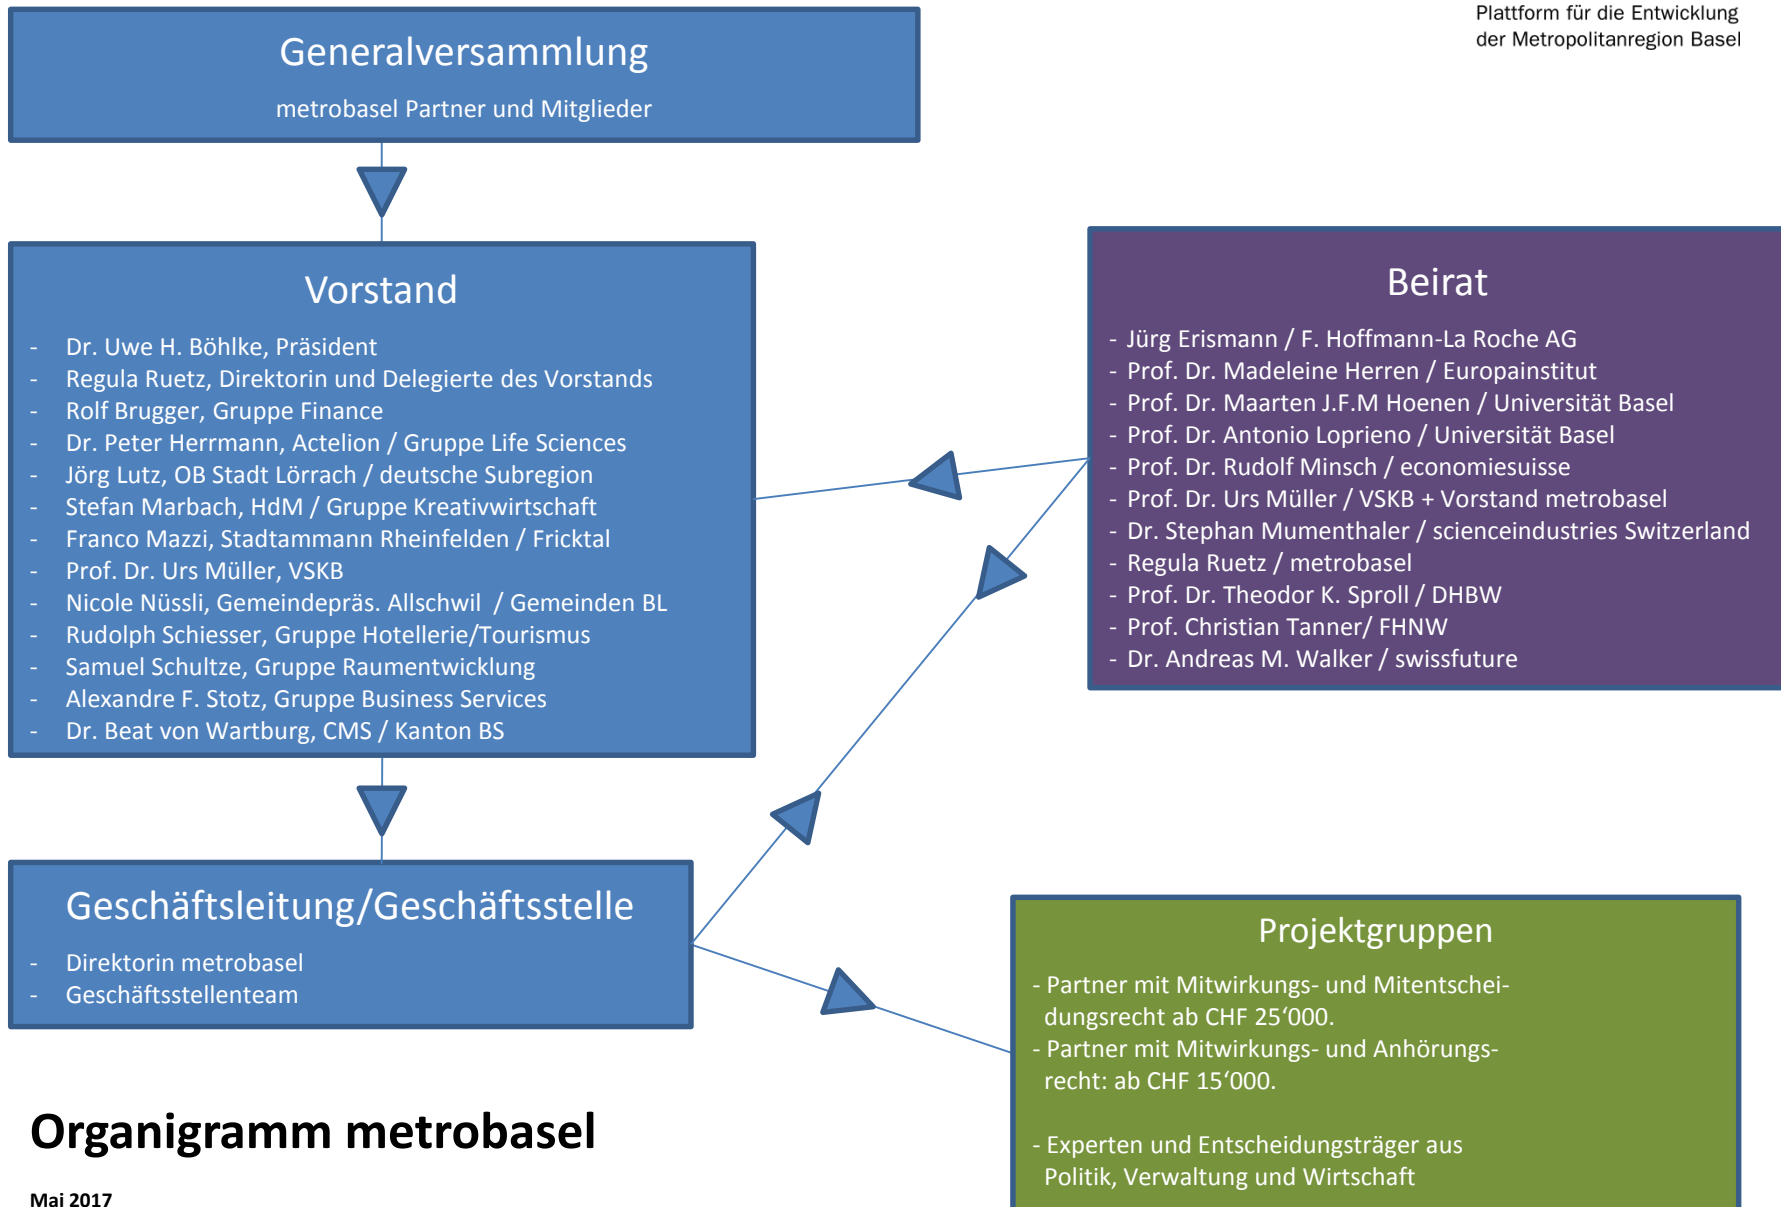 Plattform für die Entwicklung
der Metropolitanregion Basel
Generalversammlung
metrobasel Partner und Mitglieder
Vorstand
- Dr. Uwe H. Böhlke, Präsident
- Regula Ruetz, Direktorin und Delegierte des Vorstands
- Rolf Brugger, Gruppe Finance
- Dr. Peter Herrmann, Actelion / Gruppe Life Sciences
- Jörg Lutz, OB Stadt Lörrach / deutsche Subregion
- Stefan Marbach, HdM / Gruppe Kreativwirtschaft
- Franco Mazzi, Stadtammann Rheinfelden / Fricktal
- Prof. Dr. Urs Müller, VSKB
- Nicole Nüssli, Gemeindepräs. Allschwil / Gemeinden BL
- Rudolph Schiesser, Gruppe Hotellerie/Tourismus
- Samuel Schultze, Gruppe Raumentwicklung
- Alexandre F. Stotz, Gruppe Business Services
- Dr. Beat von Wartburg, CMS / Kanton BS
Beirat
- Jürg Erismann / F. Hoffmann-La Roche AG
- Prof. Dr. Madeleine Herren / Europainstitut
- Prof. Dr. Maarten J.F.M Hoenen / Universität Basel
- Prof. Dr. Antonio Loprieno / Universität Basel
- Prof. Dr. Rudolf Minsch / economiesuisse
- Prof. Dr. Urs Müller / VSKB + Vorstand metrobasel
- Dr. Stephan Mumenthaler / scienceindustries Switzerland
- Regula Ruetz / metrobasel
- Prof. Dr. Theodor K. Sproll / DHBW
- Prof. Christian Tanner/ FHNW
- Dr. Andreas M. Walker / swissfuture
Geschäftsleitung/Geschäftsstelle
- Direktorin metrobasel
- Geschäftsstellenteam
Projektgruppen
- Partner mit Mitwirkungs- und Mitentschei-
dungsrecht ab CHF 25‘000.
- Partner mit Mitwirkungs- und Anhörungs-
recht: ab CHF 15‘000.
- Experten und Entscheidungsträger aus
Politik, Verwaltung und Wirtschaft
Organigramm metrobasel
Mai 2017